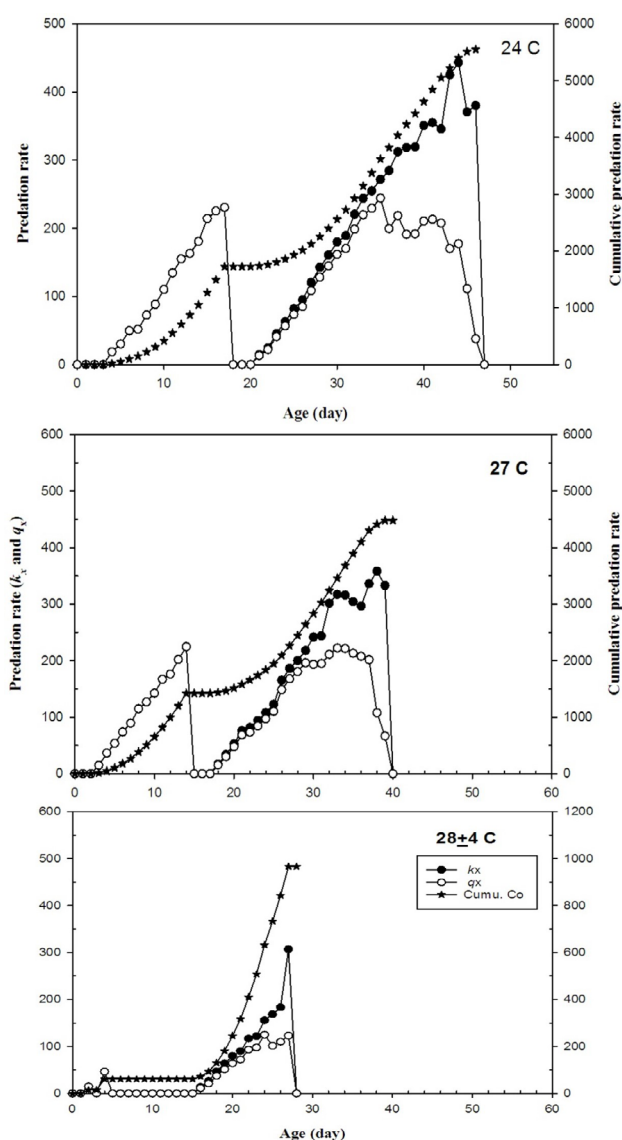 500 6000
24 C
400 5000
300 4000
3000
200 2000
100 1000
0 0
Predation rate
Cumulative predation rate
0 10 20 30 40 50
Age (day)
600 6000
27 C
500 5000
400 4000
300 3000
200 2000
100 1000
0 0
Predation rate (kx and qx)
Cumulative predation rate
0 10 20 30 40 50 60
600 1200
28±4 C
500 1000
kx
qx
Cumu. Co
400 800
300 600
200 400
100 200
0 0
0 10 20 30 40 50 60
Age (day)